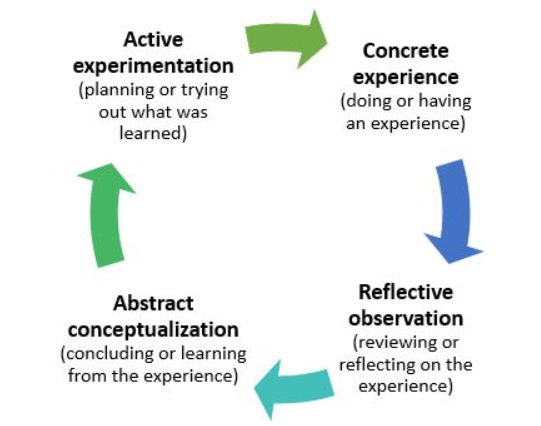 Active
experimentation
(planning or trying
out what was
learned)
Concrete
experience
(doing or having
an experience)
Reflective
observation
(reviewing or
reflecting on the
experience)
Abstract
conceptualization
(concluding or learning
from the experience)